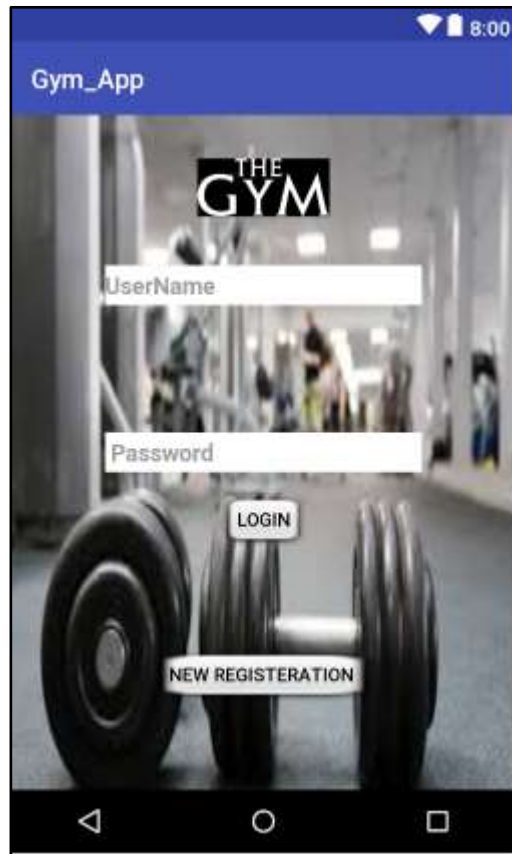 8:00
Gym_App
THE
GYM
UserName
Password
LOGIN
NEW REGISTERATION